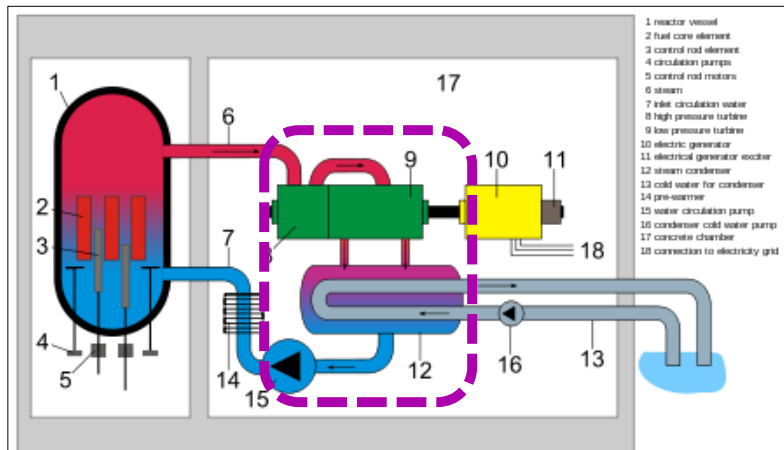 1
17
6
9
10
11
2
3
7
18
4
5
14
15
12
16
13
1 reactor vessel
2 fuel core element
3 control rod element
4 circulation pumps
5 control rod motors
6 steam
7 inlet circulation water
8 high pressure turbine
9 low pressure turbine
10 electric generator
11 electrical generator exciter
12 steam condenser
13 cold water for condenser
14 pre-warmer
15 water circulation pump
16 condenser cold water pump
17 concrete chamber
18 connection to electricity grid